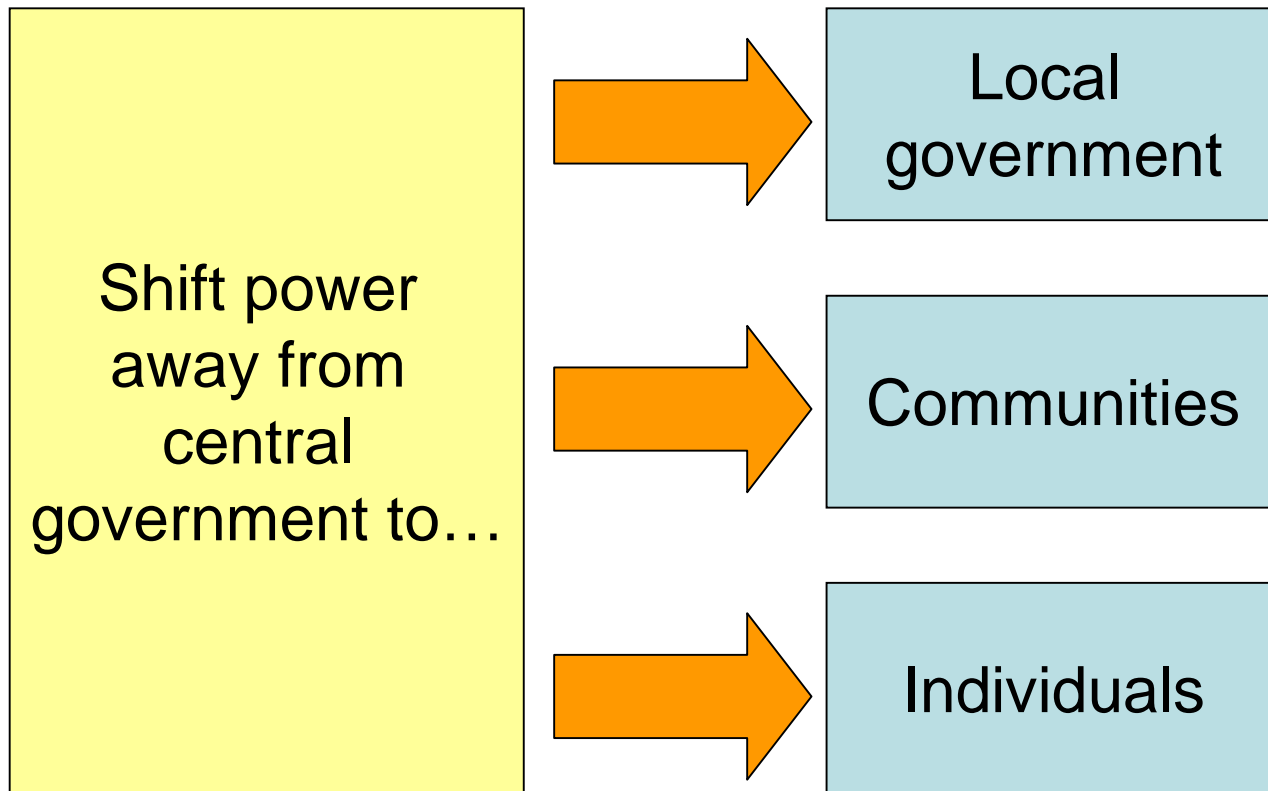 Shift power
away from
central
government to…
Local
government
Communities
Individuals